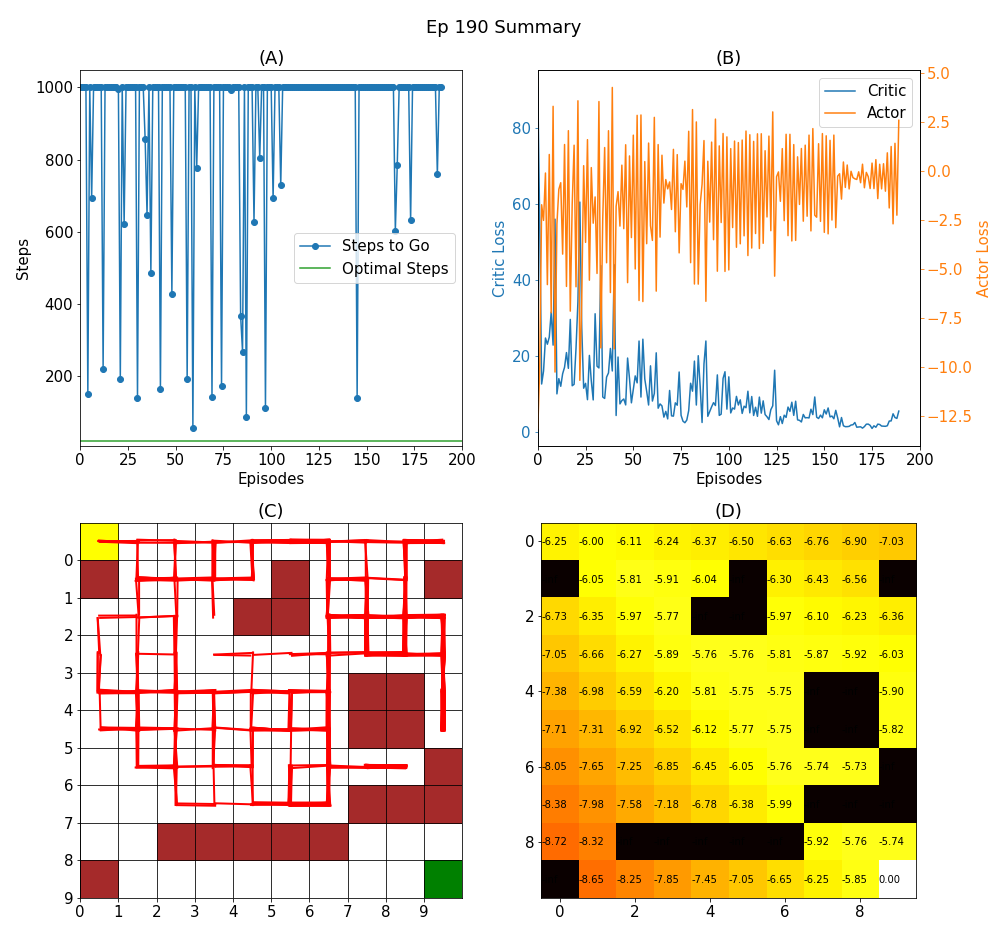 Ep 190 Summary
(A)
1000
800
600
400
200
Steps
Steps to Go
Optimal Steps
0 25 50 75 100 125 150 175 200
Episodes
(B)
80
60
40
20
0
Critic Loss
Critic
Actor
5.0
2.5
0.0
−2.5
−5.0
−7.5
−10.0
−12.5
Actor Loss
0 25 50 75 100 125 150 175 200
Episodes
(C)
0
1
2
3
4
5
6
7
8
9
0 1 2 3 4 5 6 7 8 9
(D)
0 -6.25 -6.00 -6.11 -6.24 -6.37 -6.50 -6.63 -6.76 -6.90 -7.03
-6.05 -5.81 -5.91 -6.04 -6.30 -6.43 -6.56
2 -6.73 -6.35 -5.97 -5.77 -5.97 -6.10 -6.23 -6.36
-7.05 -6.66 -6.27 -5.89 -5.76 -5.76 -5.81 -5.87 -5.92 -6.03
4 -7.38 -6.98 -6.59 -6.20 -5.81 -5.75 -5.75 -5.90
-7.71 -7.31 -6.92 -6.52 -6.12 -5.77 -5.75 -5.82
6 -8.05 -7.65 -7.25 -6.85 -6.45 -6.05 -5.76 -5.74 -5.73
-8.38 -7.98 -7.58 -7.18 -6.78 -6.38 -5.99
8 -8.72 -8.32 -5.92 -5.76 -5.74
-8.65 -8.25 -7.85 -7.45 -7.05 -6.65 -6.25 -5.85 0.00
0 2 4 6 8